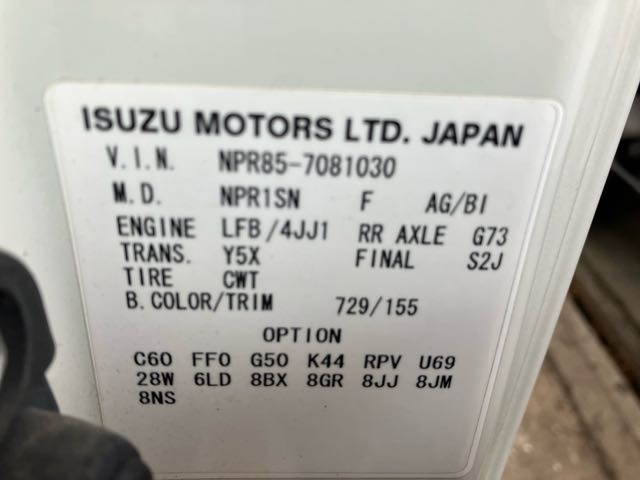 ISUZU MOTORS LTD. JAPAN
V.I.N. NPR85-7081030
M.D. NPR1SN F AG/BI
ENGINE LFB/4JJ1 RR AXLE G73
TRANS. Y5X FINAL S2J
TIRE CWT
B.COLOR/TRIM 729/155
OPTION
C60 FF0 G50 K44 RPV U69
28W 6LD 8BX 8GR 8JJ 8JM
8NS